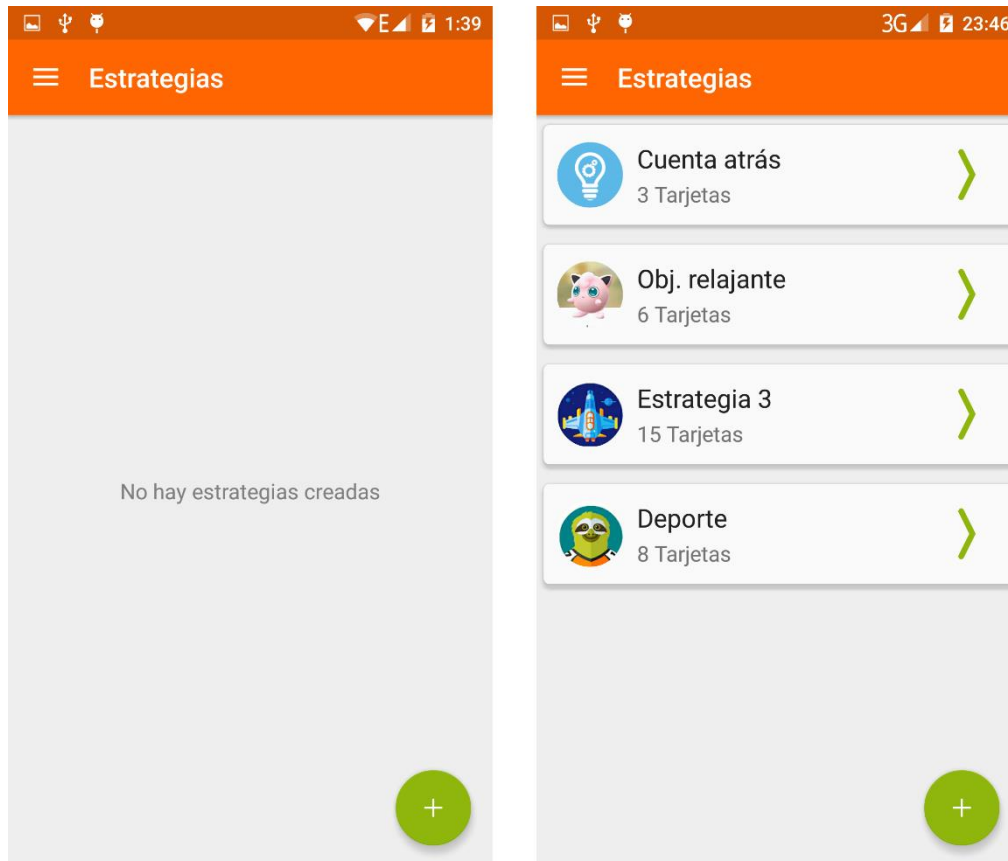 E 1:39
Estrategias
No hay estrategias creadas
+
3G 23:46
Estrategias
Cuenta atrás
3 Tarjetas
Obj. relajante
6 Tarjetas
Estrategia 3
15 Tarjetas
Deporte
8 Tarjetas
+